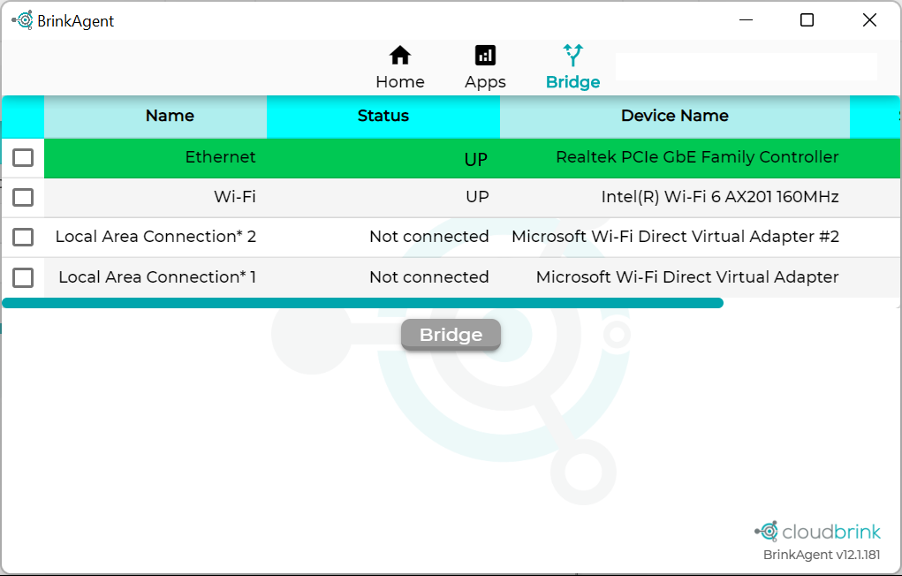 BrinkAgent
Home Apps Bridge
Name Status Device Name
Ethernet UP Realtek PCIe GbE Family Controller
Wi-Fi UP Intel(R) Wi-Fi 6 AX201 160MHz
Local Area Connection* 2 Not connected Microsoft Wi-Fi Direct Virtual Adapter #2
Local Area Connection* 1 Not connected Microsoft Wi-Fi Direct Virtual Adapter
Bridge
cloudbrink
BrinkAgent v12.1.181